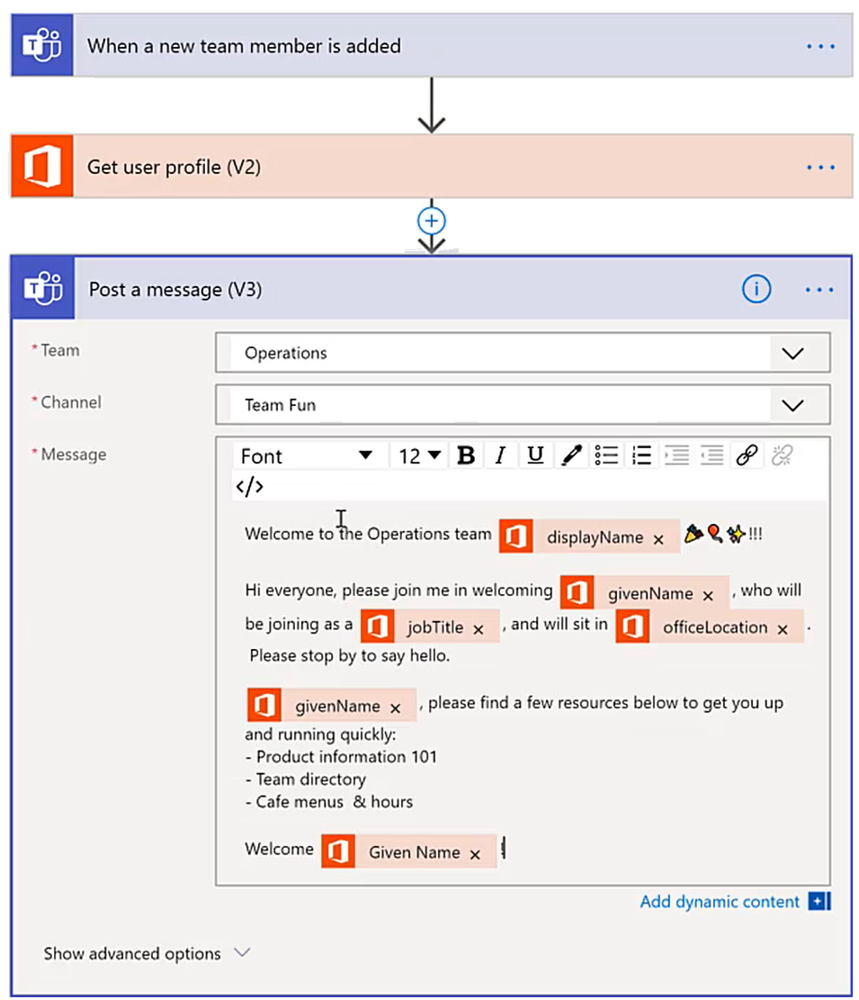 When a new team member is added
Get user profile (V2)
Post a message (V3)
* Team
Operations
* Channel
Team Fun
* Message
Font 12 B I U
</>
Welcome to the Operations team displayName × 🎉🎈✨!!!
Hi everyone, please join me in welcoming givenName × , who will
be joining as a jobTitle × , and will sit in officeLocation × .
Please stop by to say hello.
givenName × , please find a few resources below to get you up
and running quickly:
- Product information 101
- Team directory
- Cafe menus  & hours
Welcome Given Name × !
Add dynamic content
Show advanced options